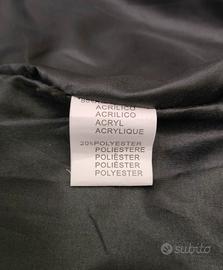 ACRILICO
ACRILICO
ACRYL
ACRYLIQUE
20%POLYESTER
POLIESTERE
POLIÉSTER
POLIÉSTER
POLYESTER
subito